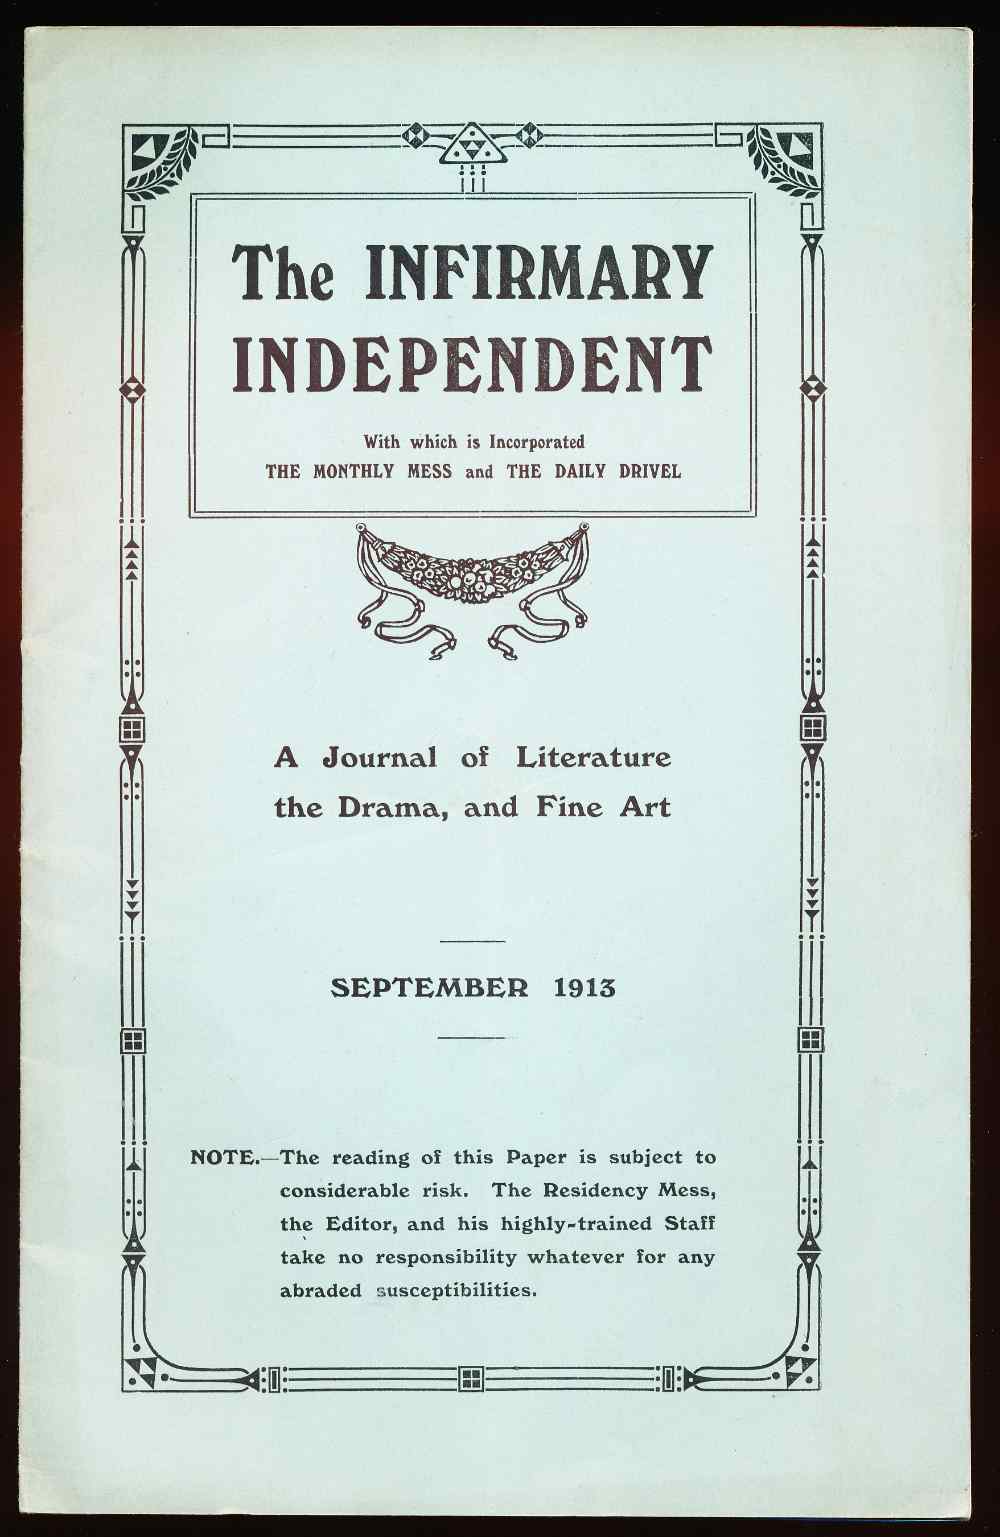 The INFIRMARY
INDEPENDENT
With which is Incorporated
THE MONTHLY MESS and THE DAILY DRIVEL
A Journal of Literature
the Drama, and Fine Art
SEPTEMBER 1913
NOTE.—The reading of this Paper is subject to
considerable risk. The Residency Mess,
the Editor, and his highly-trained Staff
take no responsibility whatever for any
abraded susceptibilities.